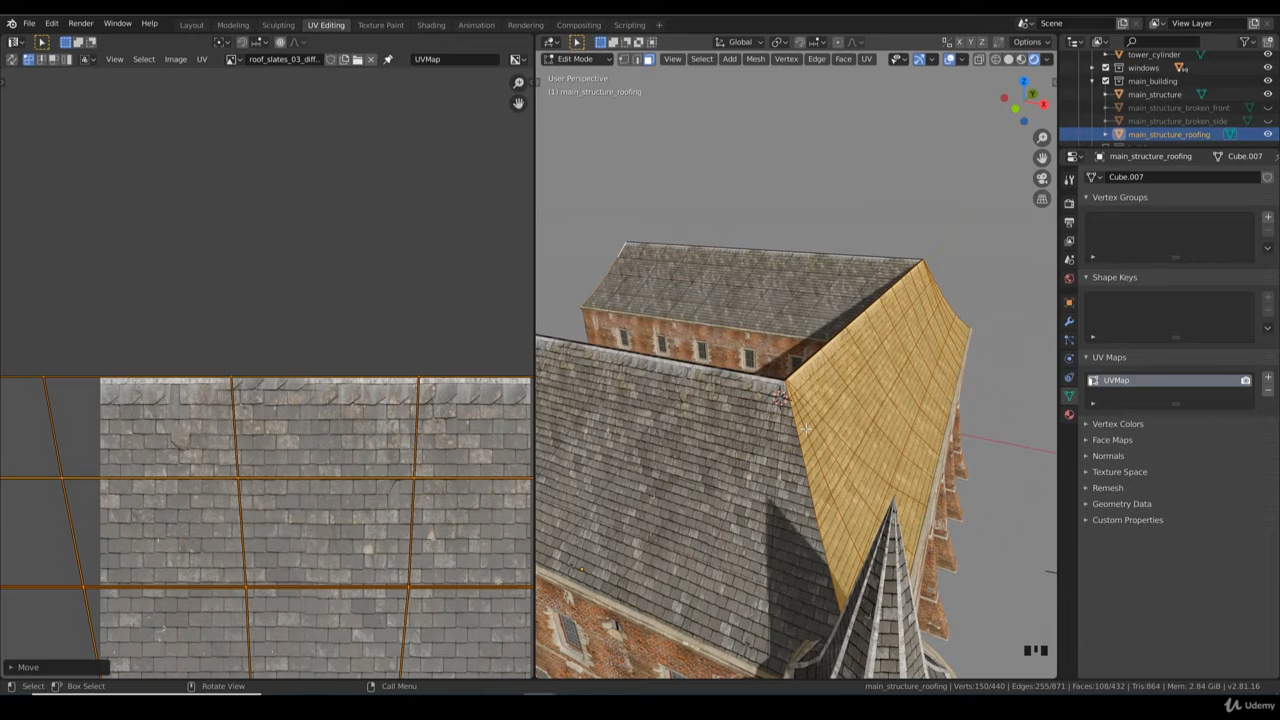 File Edit Render Window Help Layout Modeling Sculpting UV Editing Texture Paint Shading Animation Rendering Compositing Scripting + Scene View Layer
View Select Image UV roof_slates_03_diff... UVMap
Global Options
Edit Mode View Select Add Mesh Vertex Edge Face UV
User Perspective
(1) main_structure_roofing
X Y Z
Z
Y
X
tower_cylinder
windows
main_building
main_structure
main_structure_broken_front
main_structure_broken_side
main_structure_roofing
main_structure_roofing Cube.007
Cube.007
Vertex Groups
Shape Keys
UV Maps
UVMap
Vertex Colors
Face Maps
Normals
Texture Space
Remesh
Geometry Data
Custom Properties
Move
Select Box Select Rotate View Call Menu main_structure_roofing | Verts:150/440 | Edges:255/871 | Faces:108/432 | Tris:864 | Mem: 2.84 GiB | v2.81.16
Udemy